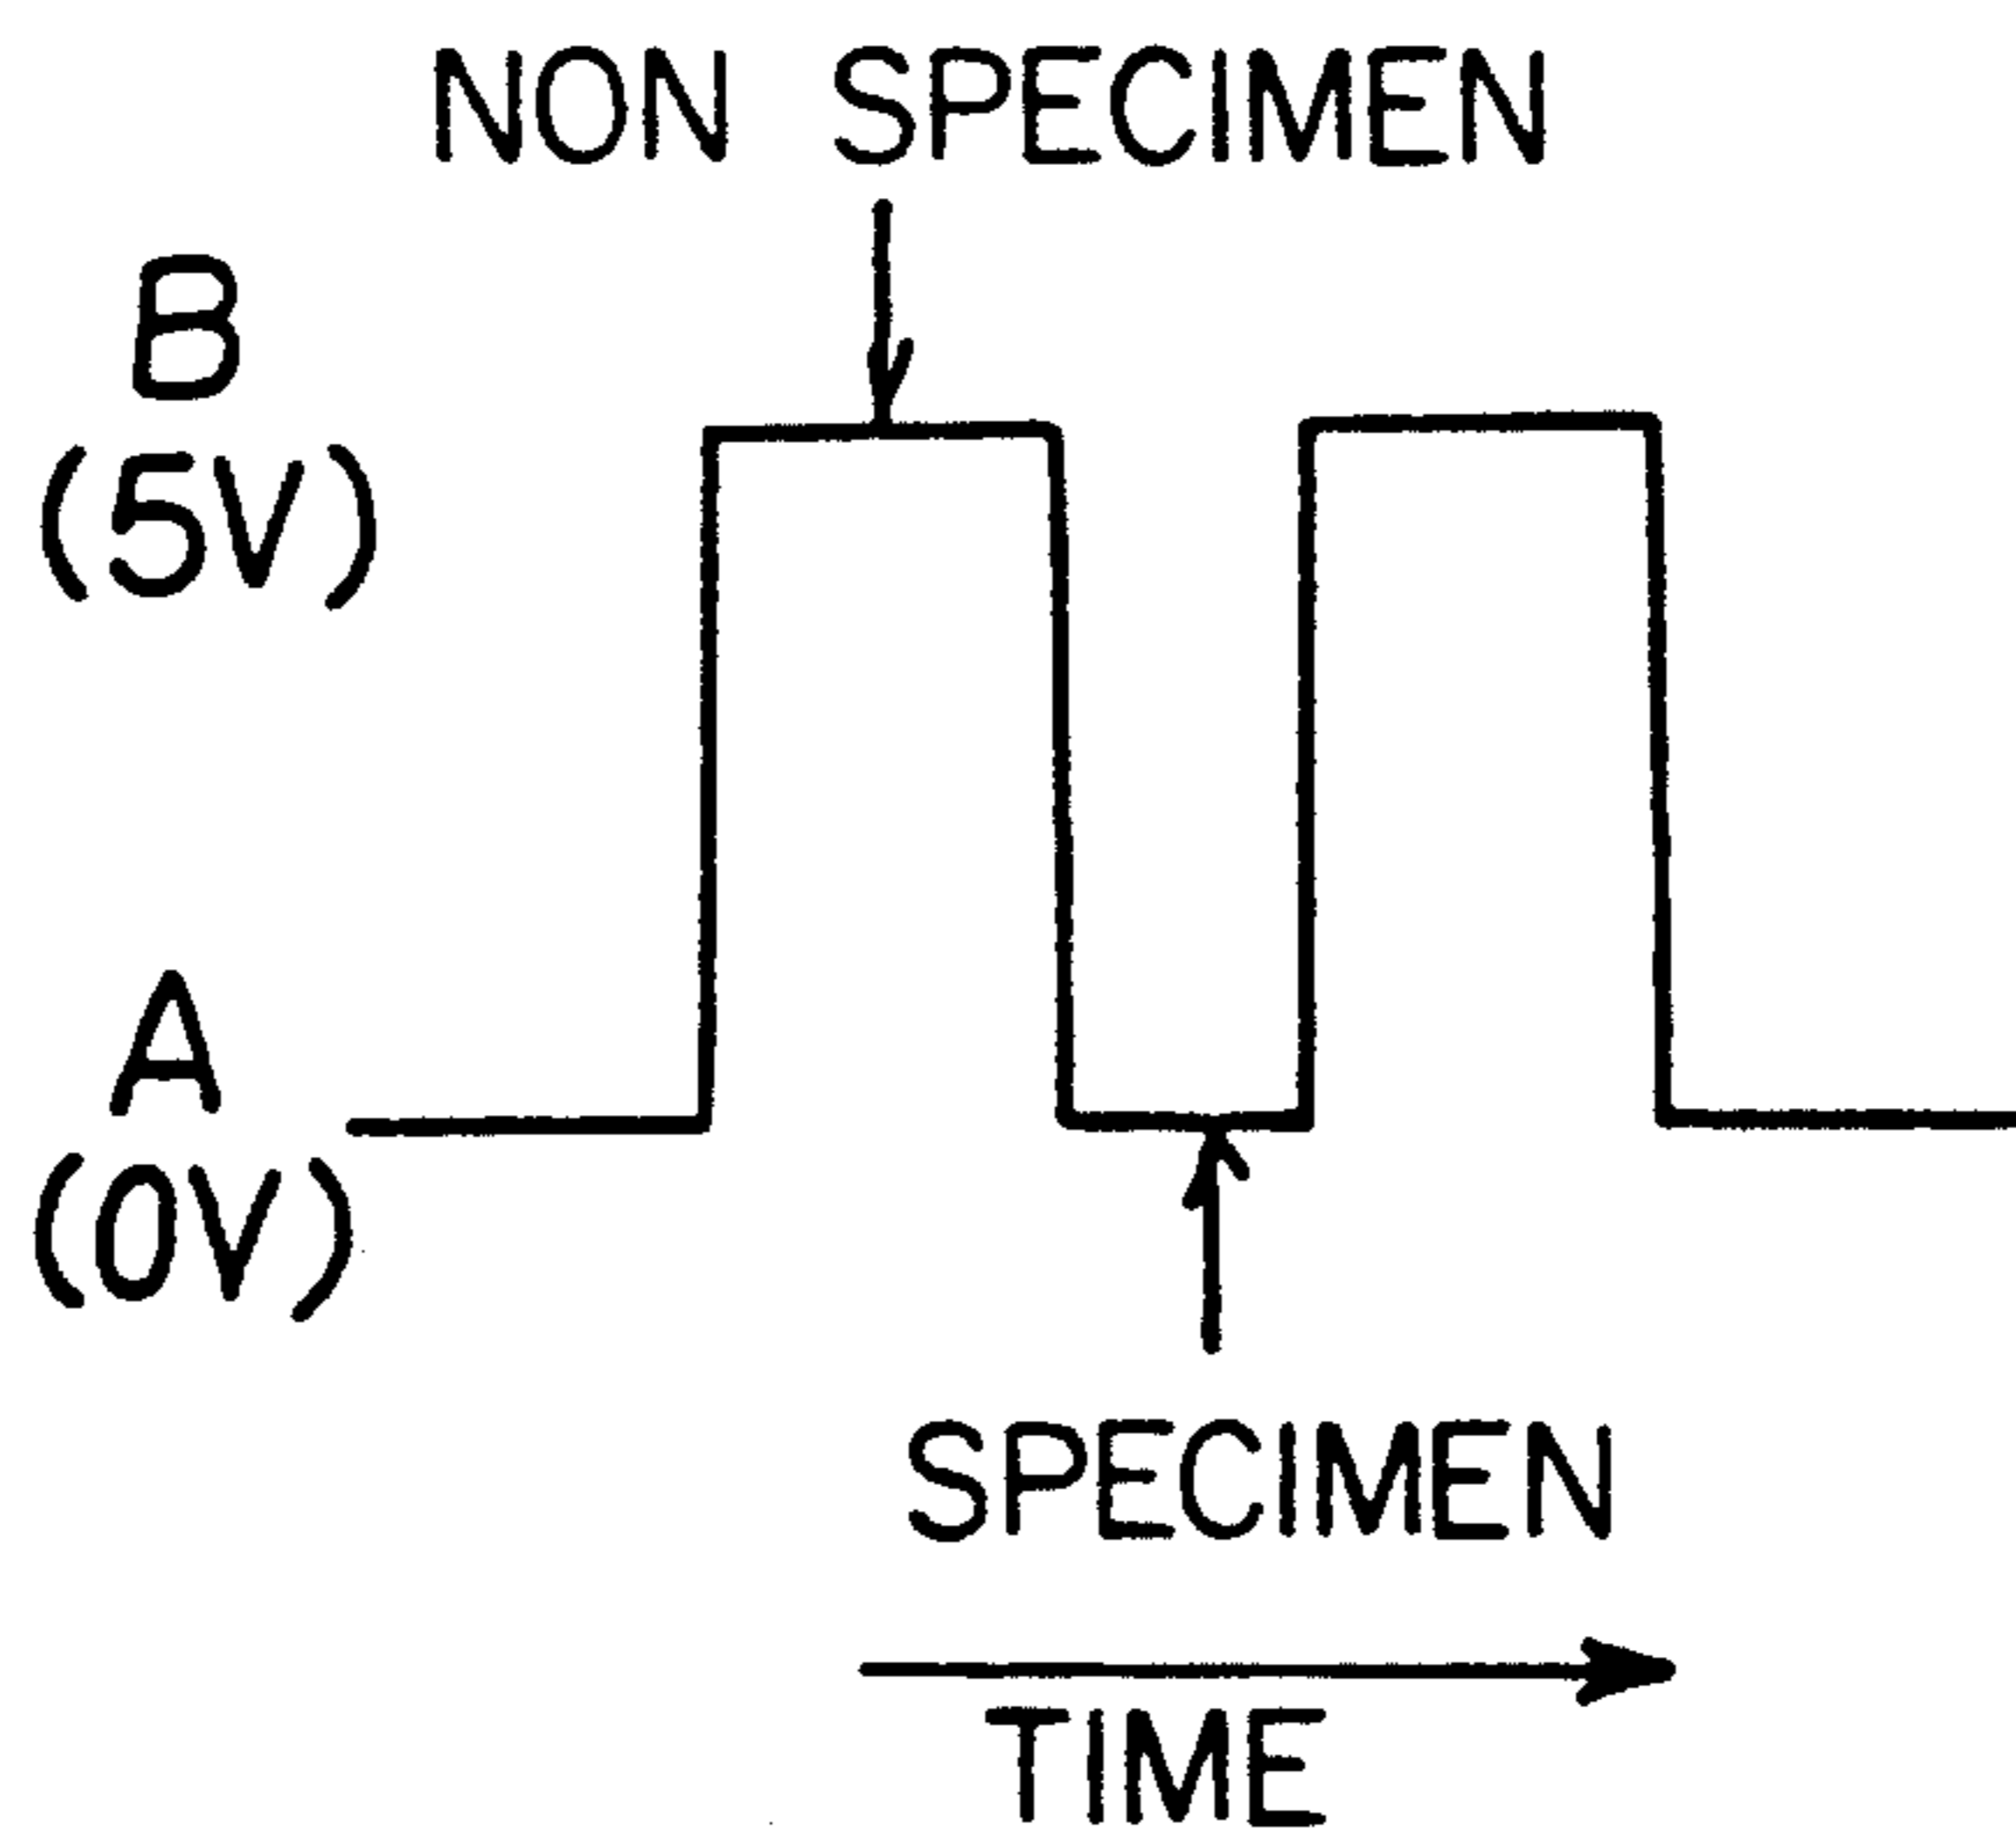 NON SPECIMEN
B
(5V)
A
(0V)
SPECIMEN
TIME